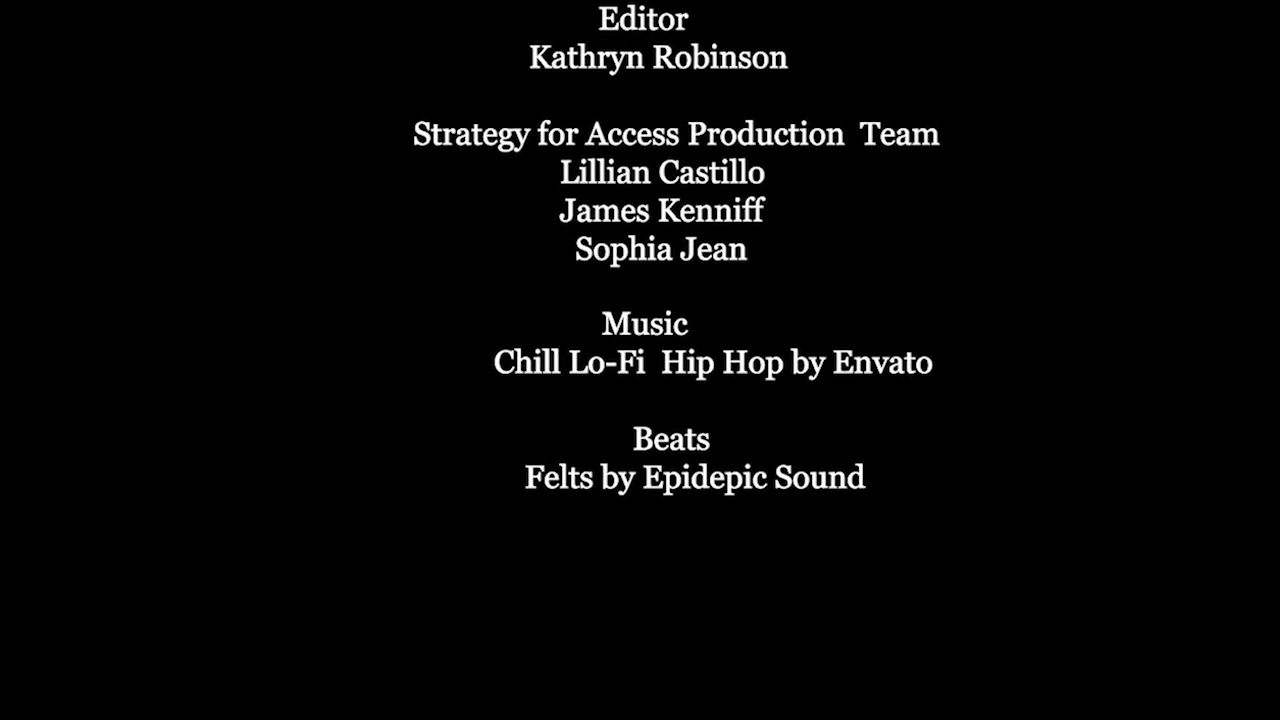 Editor
Kathryn Robinson
Strategy for Access Production  Team
Lillian Castillo
James Kenniff
Sophia Jean
Music
Chill Lo-Fi  Hip Hop by Envato
Beats
Felts by Epidepic Sound